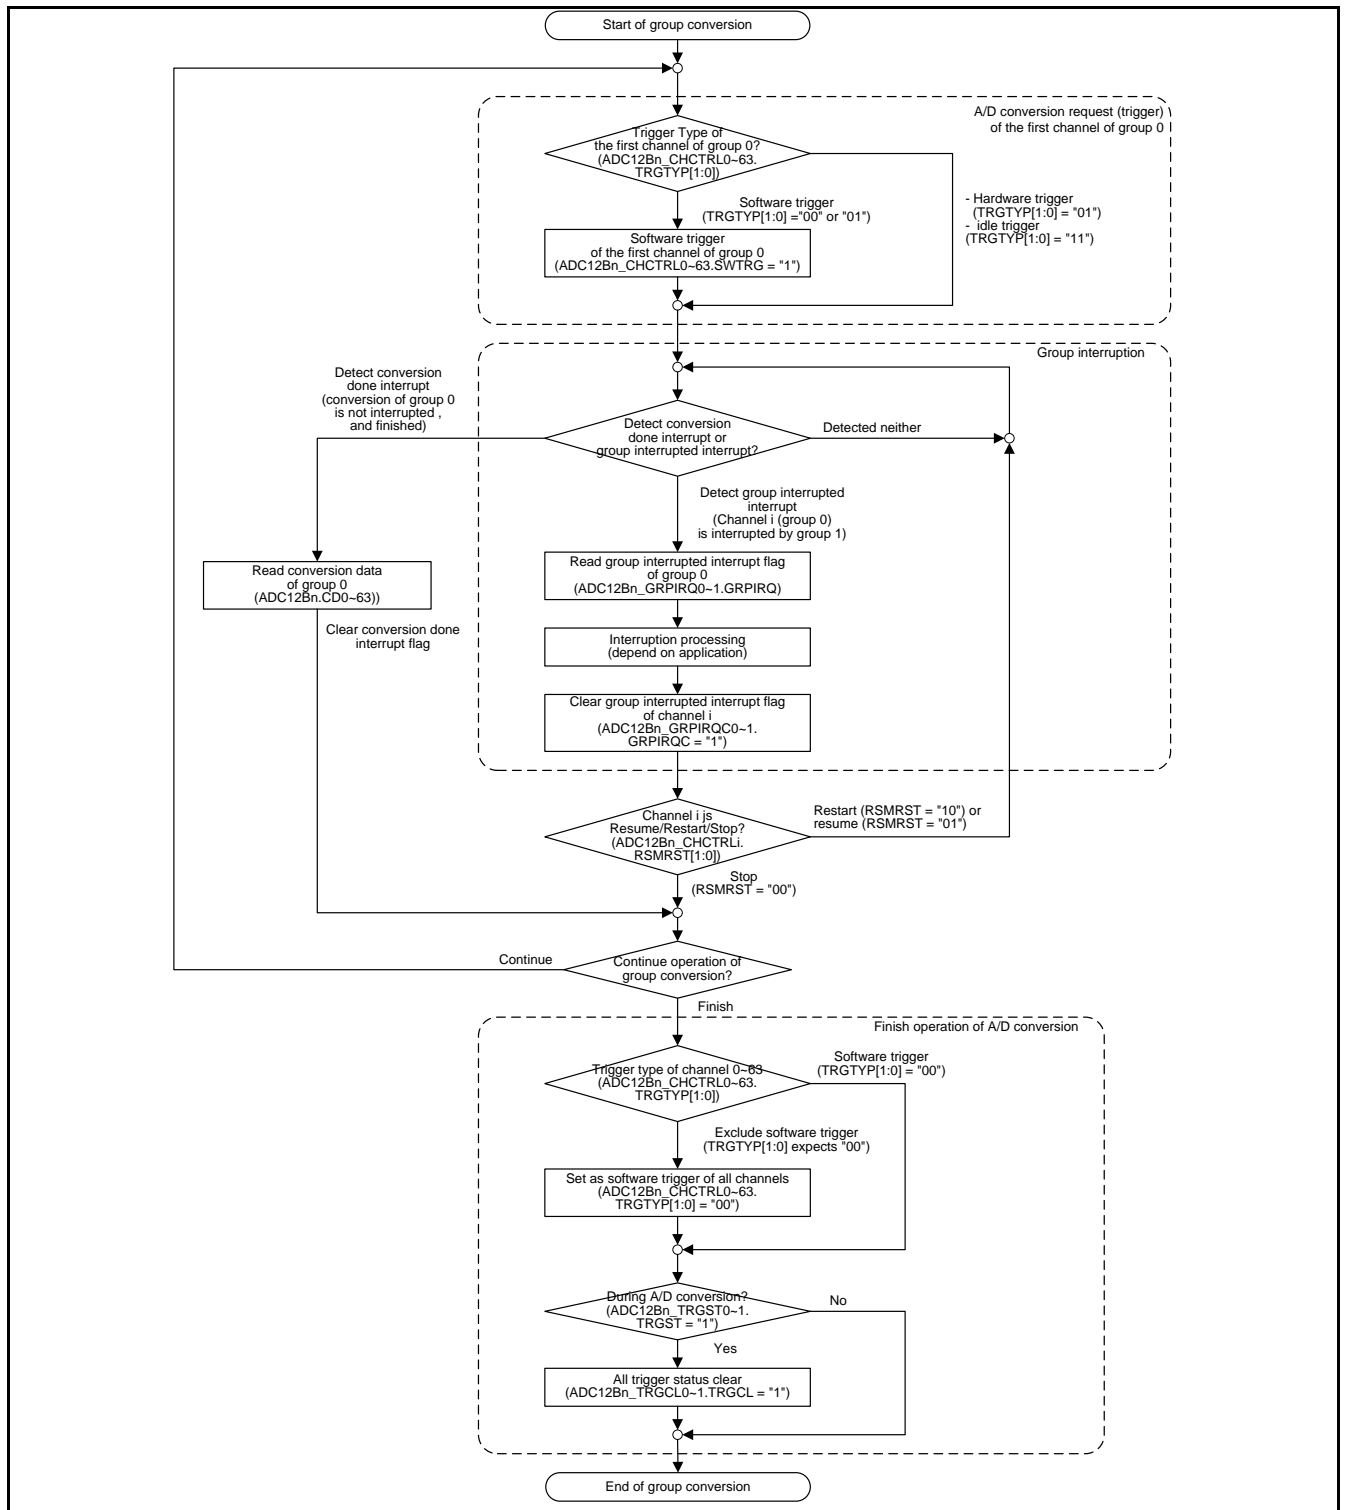 Start of group conversion
A/D conversion request (trigger)
of the first channel of group 0
Trigger Type of
the first channel of group 0?
(ADC12Bn_CHCTRL0~63.
TRGTYP[1:0])
Software trigger
(TRGTYP[1:0] ="00" or "01")
- Hardware trigger
(TRGTYP[1:0] = "01")
- idle trigger
(TRGTYP[1:0] = "11")
Software trigger
of the first channel of group 0
(ADC12Bn_CHCTRL0~63.SWTRG = "1")
Group interruption
Detect conversion
done interrupt
(conversion of group 0
is not interrupted ,
and finished)
Detect conversion
done interrupt or
group interrupted interrupt?
Detected neither
Detect group interrupted
interrupt
(Channel i (group 0)
is interrupted by group 1)
Read conversion data
of group 0
(ADC12Bn.CD0~63))
Read group interrupted interrupt flag
of group 0
(ADC12Bn_GRPIRQ0~1.GRPIRQ)
Clear conversion done
interrupt flag
Interruption processing
(depend on application)
Clear group interrupted interrupt flag
of channel i
(ADC12Bn_GRPIRQC0~1.
GRPIRQC = "1")
Channel i js
Resume/Restart/Stop?
(ADC12Bn_CHCTRLi.
RSMRST[1:0])
Restart (RSMRST = "10") or
resume (RSMRST = "01")
Stop
(RSMRST = "00")
Continue
Continue operation of
group conversion?
Finish
Finish operation of A/D conversion
Trigger type of channel 0~63
(ADC12Bn_CHCTRL0~63.
TRGTYP[1:0])
Software trigger
(TRGTYP[1:0] = "00")
Exclude software trigger
(TRGTYP[1:0] expects "00")
Set as software trigger of all channels
(ADC12Bn_CHCTRL0~63.
TRGTYP[1:0] = "00")
During A/D conversion?
(ADC12Bn_TRGST0~1.
TRGST = "1")
No
Yes
All trigger status clear
(ADC12Bn_TRGCL0~1.TRGCL = "1")
End of group conversion